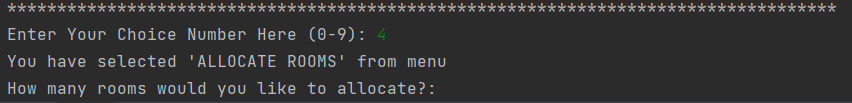 ***********************************************************************************
Enter Your Choice Number Here (0-9): 4
You have selected 'ALLOCATE ROOMS' from menu
How many rooms would you like to allocate?: